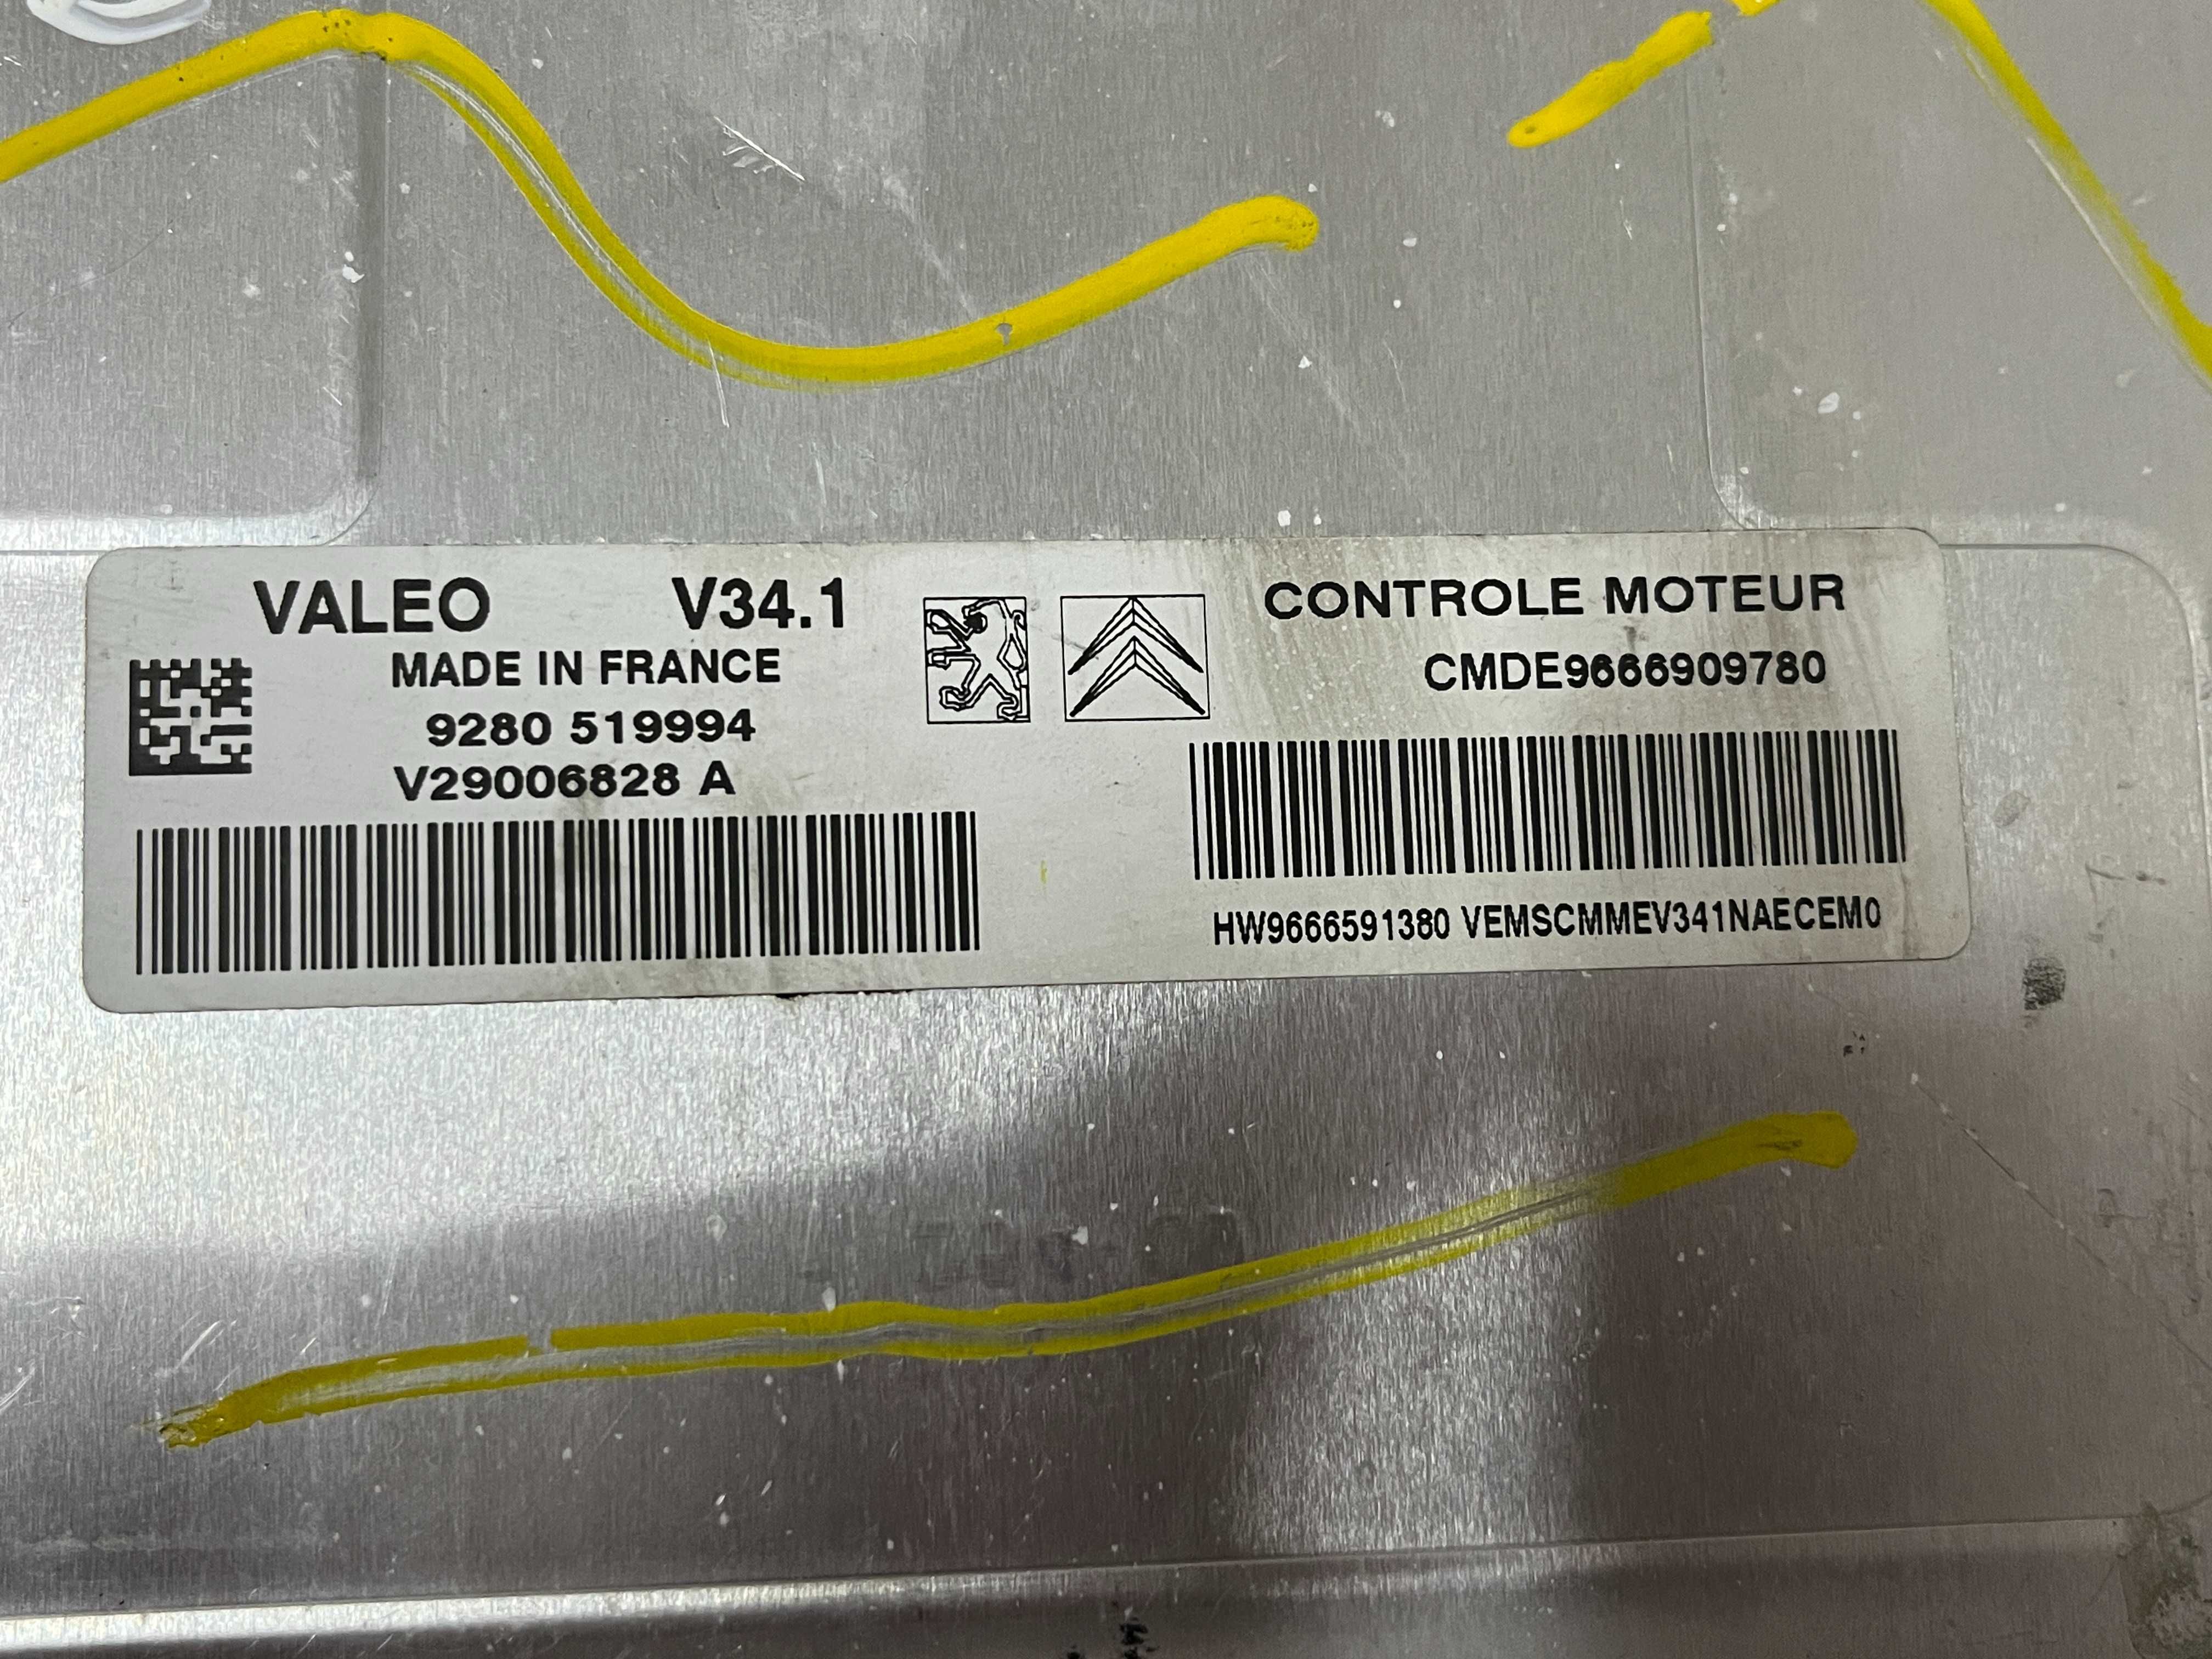 VALEO V34.1
MADE IN FRANCE
9280 519994
V29006828 A
CONTROLE MOTEUR
CMDE9666909780
HW9666591380 VEMSCMMEV341NAECEM0